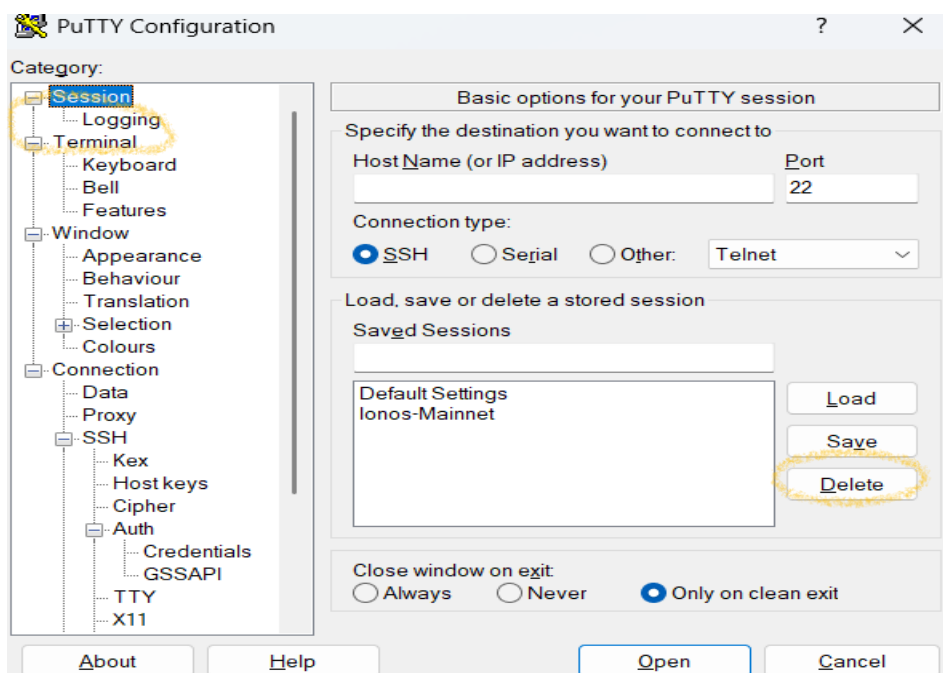 PuTTY Configuration
?
Category:
Session
Logging
Terminal
Keyboard
Bell
Features
Window
Appearance
Behaviour
Translation
Selection
Colours
Connection
Data
Proxy
SSH
Kex
Host keys
Cipher
Auth
Credentials
GSSAPI
TTY
X11
Basic options for your PuTTY session
Specify the destination you want to connect to
Host Name (or IP address) Port
22
Connection type:
SSH Serial Other: Telnet
Load, save or delete a stored session
Saved Sessions
Default Settings
Ionos-Mainnet
Load
Save
Delete
Close window on exit:
Always Never Only on clean exit
About Help Open Cancel